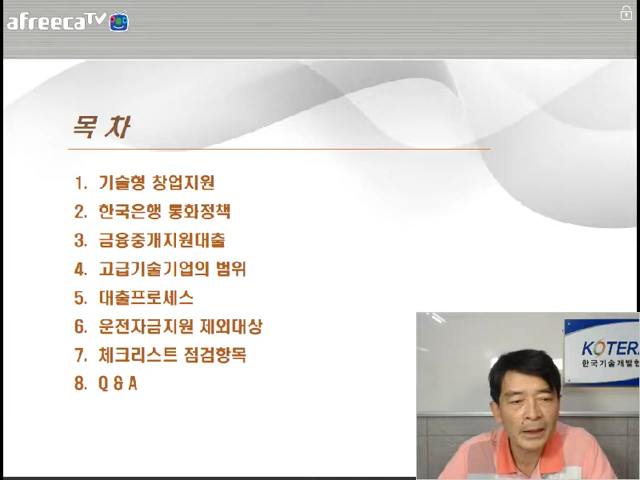 afreecaTV
목 차
1. 기술형 창업지원
2. 한국은행 통화정책
3. 금융중개지원대출
4. 고급기술기업의 범위
5. 대출프로세스
6. 운전자금지원 제외대상
7. 체크리스트 점검항목
8. Q & A
KOTERA
한국기술개발협